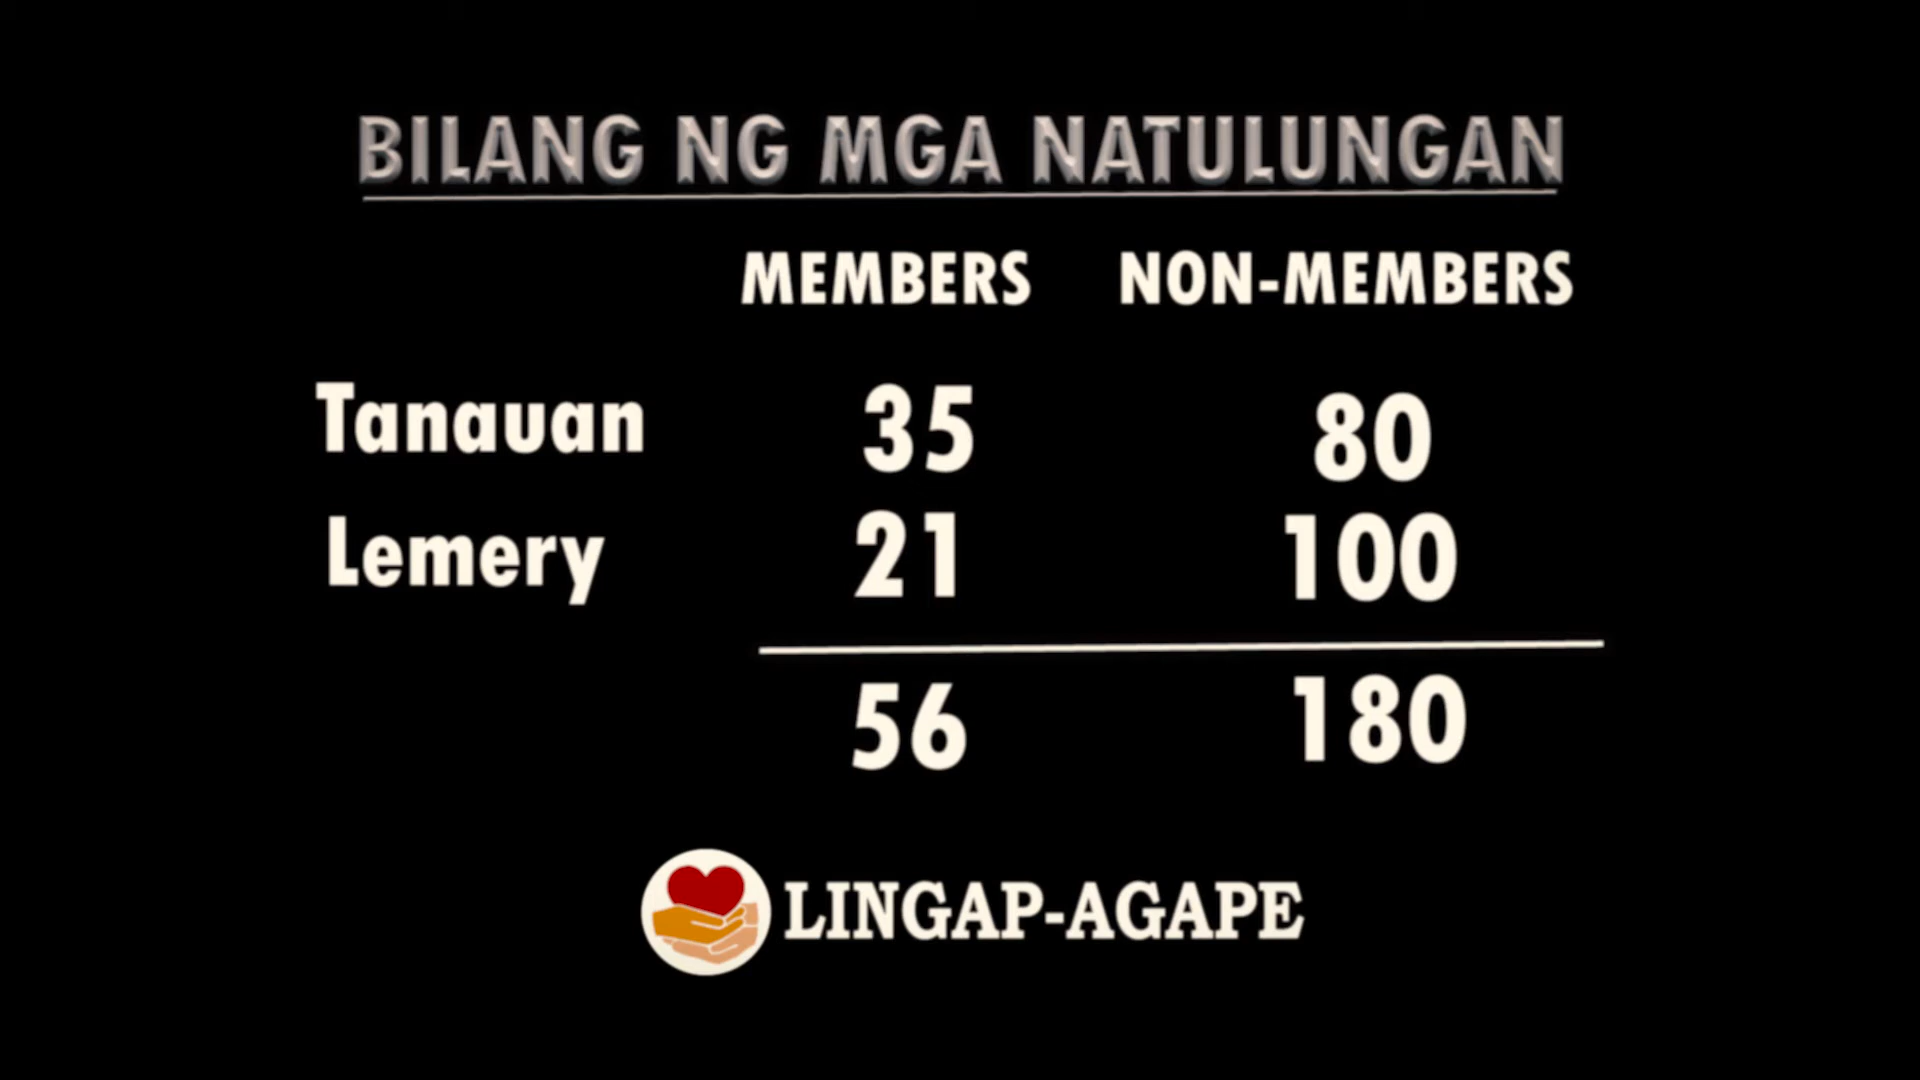 BILANG NG MGA NATULUNGAN
MEMBERS NON-MEMBERS
Tanauan 35 80
Lemery 21 100
56 180
LINGAP-AGAPE